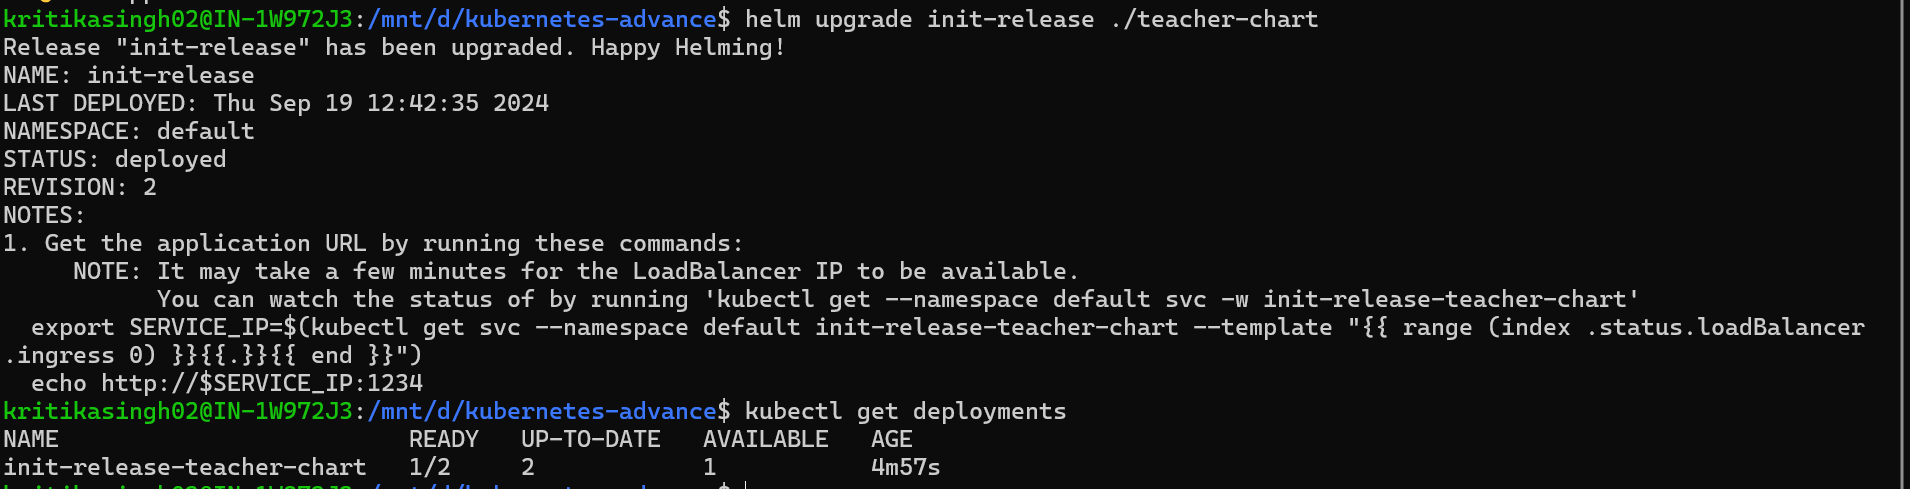 kritikasingh02@IN-1W972J3:/mnt/d/kubernetes-advance$ helm upgrade init-release ./teacher-chart
Release "init-release" has been upgraded. Happy Helming!
NAME: init-release
LAST DEPLOYED: Thu Sep 19 12:42:35 2024
NAMESPACE: default
STATUS: deployed
REVISION: 2
NOTES:
1. Get the application URL by running these commands:
     NOTE: It may take a few minutes for the LoadBalancer IP to be available.
           You can watch the status of by running 'kubectl get --namespace default svc -w init-release-teacher-chart'
  export SERVICE_IP=$(kubectl get svc --namespace default init-release-teacher-chart --template "{{ range (index .status.loadBalancer
.ingress 0) }}{{.}}{{ end }}")
  echo http://$SERVICE_IP:1234
kritikasingh02@IN-1W972J3:/mnt/d/kubernetes-advance$ kubectl get deployments
NAME                         READY   UP-TO-DATE   AVAILABLE   AGE
init-release-teacher-chart   1/2     2            1           4m57s